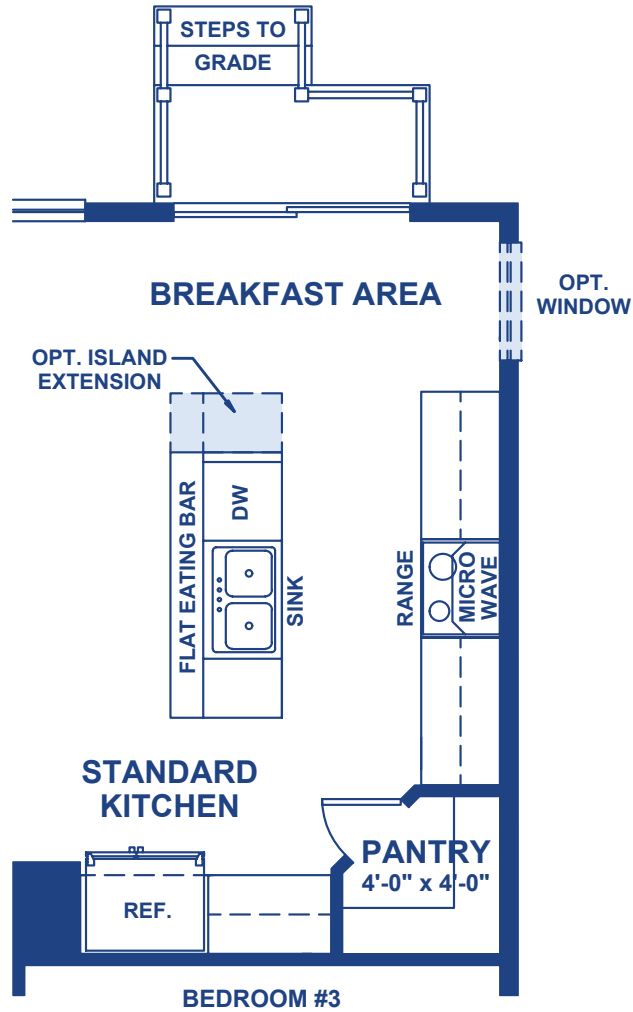 STEPS TO
GRADE
BREAKFAST AREA
OPT.
WINDOW
OPT. ISLAND
EXTENSION
FLAT EATING BAR
DW
SINK
RANGE
MICRO
WAVE
STANDARD
KITCHEN
PANTRY
4'-0" x 4'-0"
REF.
BEDROOM #3